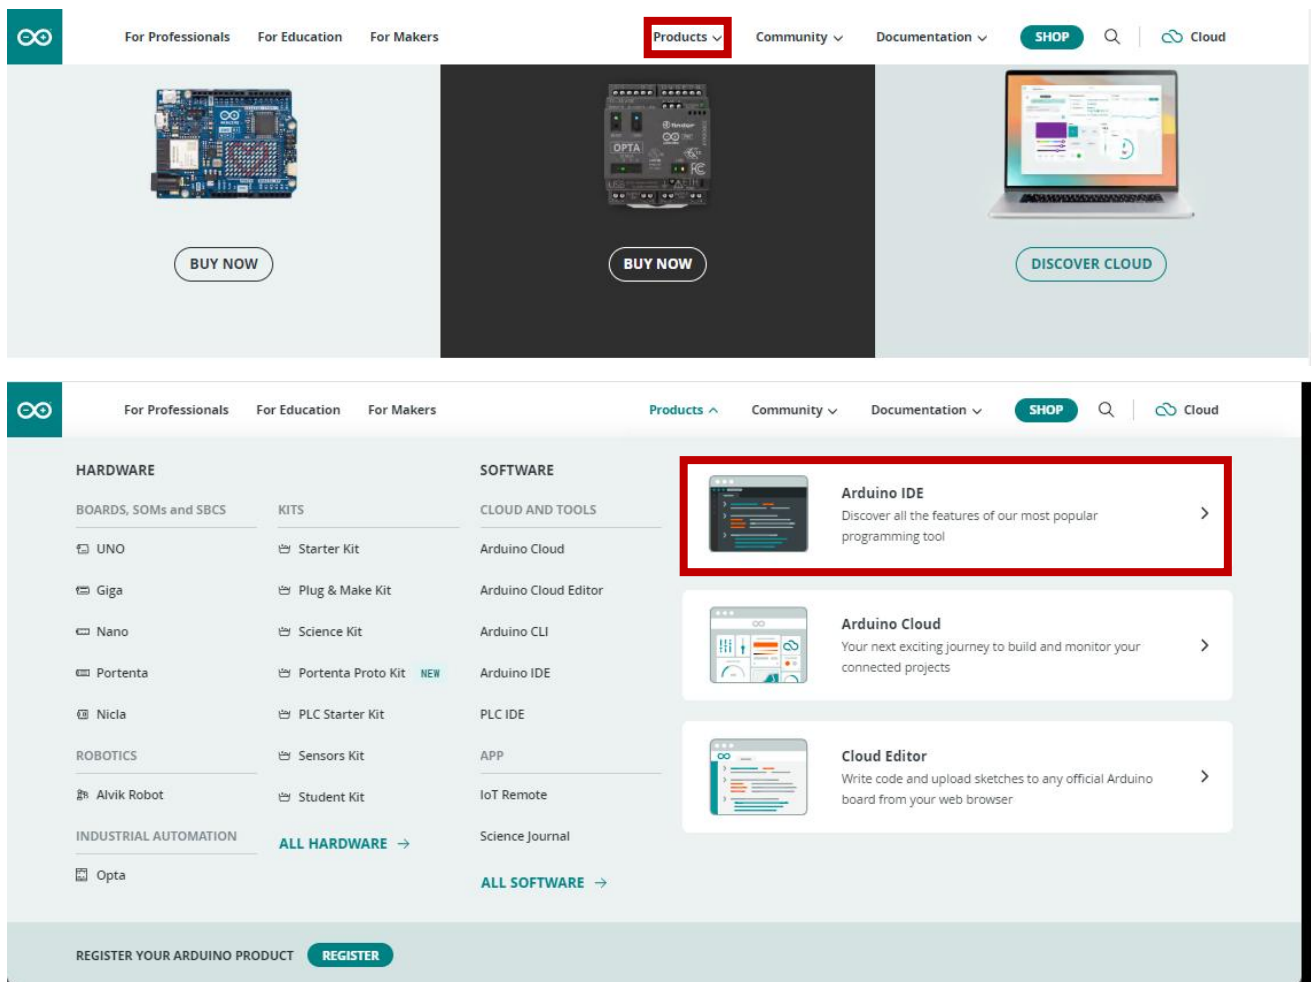 For Professionals For Education For Makers Products Community Documentation SHOP Cloud
finder
OPTA
BUY NOW BUY NOW DISCOVER CLOUD
For Professionals For Education For Makers Products Community Documentation SHOP Cloud
HARDWARE
BOARDS, SOMs and SBCS
UNO
Giga
Nano
Portenta
Nicla
ROBOTICS
Alvik Robot
INDUSTRIAL AUTOMATION
Opta
KITS
Starter Kit
Plug & Make Kit
Science Kit
Portenta Proto Kit NEW
PLC Starter Kit
Sensors Kit
Student Kit
ALL HARDWARE →
SOFTWARE
CLOUD AND TOOLS
Arduino Cloud
Arduino Cloud Editor
Arduino CLI
Arduino IDE
PLC IDE
APP
IoT Remote
Science Journal
ALL SOFTWARE →
Arduino IDE
Discover all the features of our most popular
programming tool
Arduino Cloud
Your next exciting journey to build and monitor your
connected projects
Cloud Editor
Write code and upload sketches to any official Arduino
board from your web browser
REGISTER YOUR ARDUINO PRODUCT REGISTER